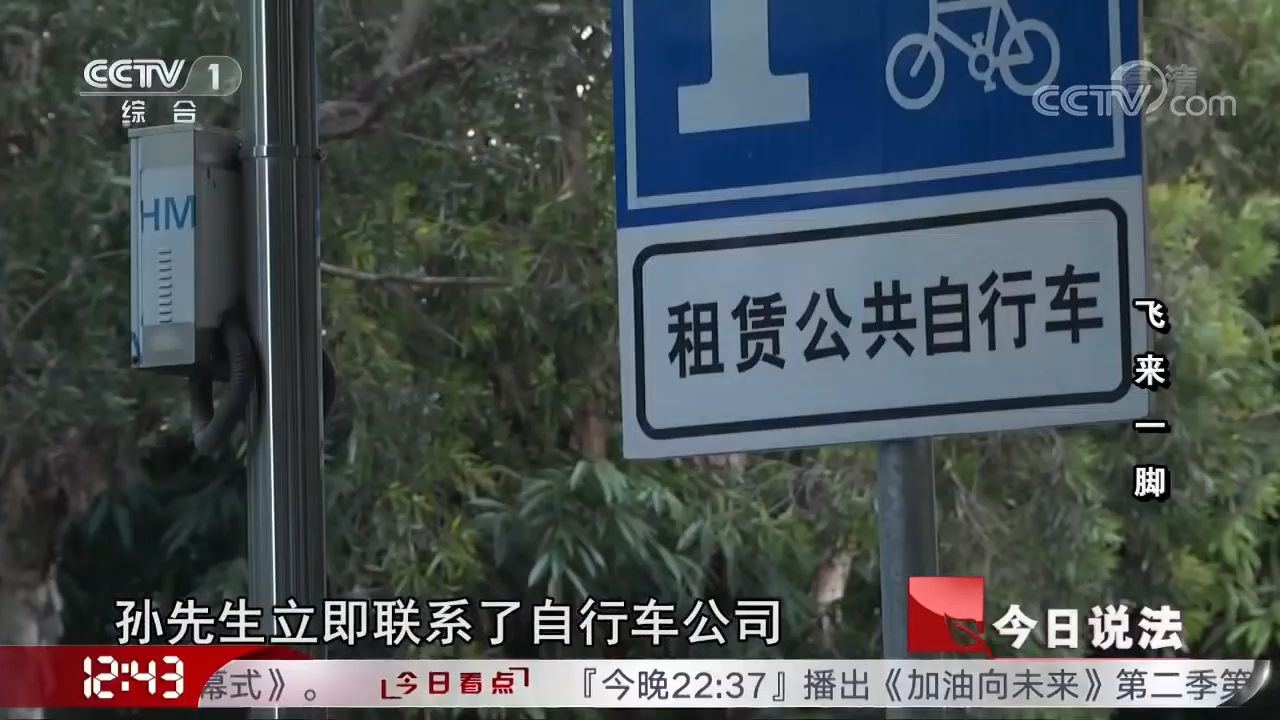 CCTV 1
综合
高清
CCTV.com
HM
租赁公共自行车
飞来一脚
孙先生立即联系了自行车公司
今日说法
12:43
幕式》。
今日看点
『今晚22:37』播出《加油向未来》第二季第